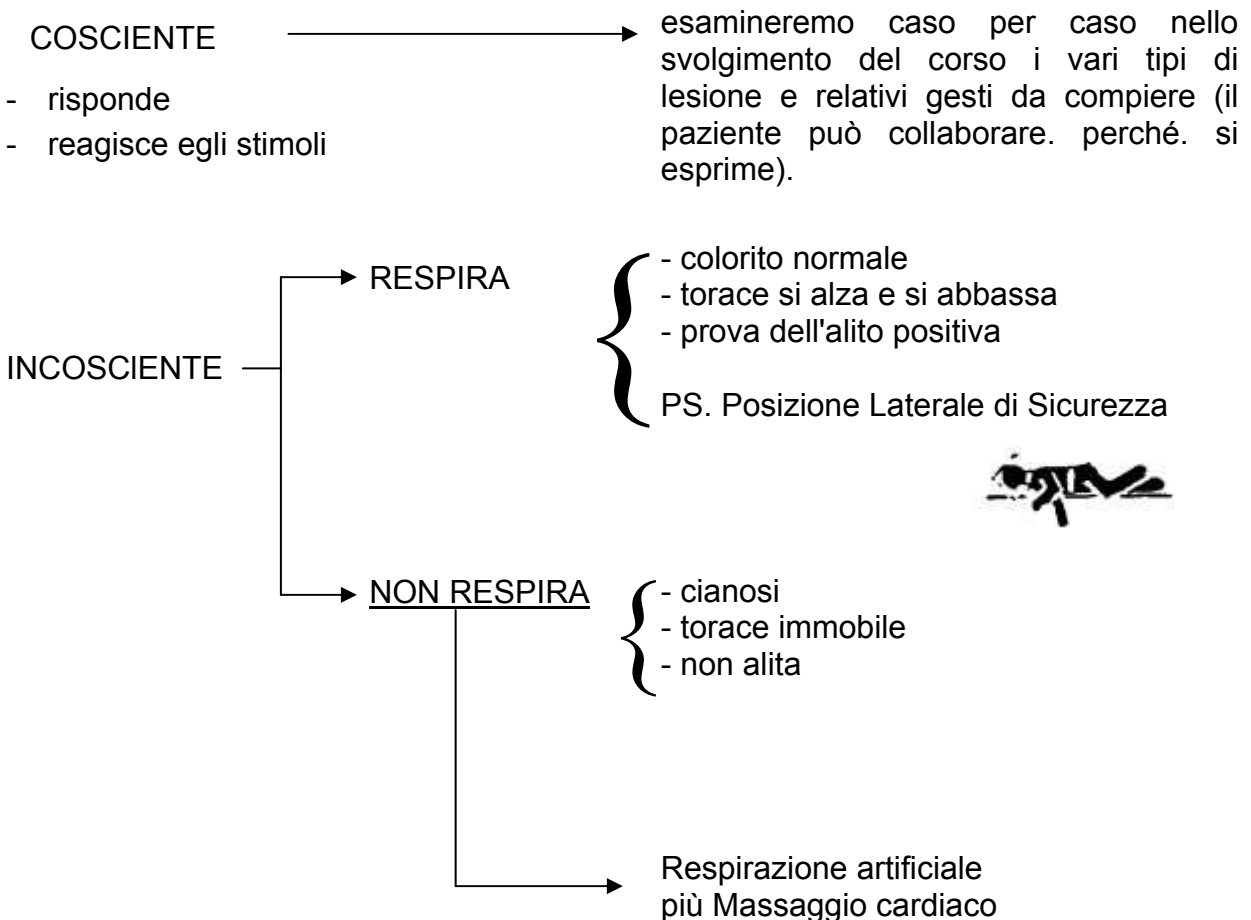 COSCIENTE
- risponde
- reagisce egli stimoli
esamineremo caso per caso nello
svolgimento del corso i vari tipi di
lesione e relativi gesti da compiere (il
paziente può collaborare. perché. si
esprime).
INCOSCIENTE
RESPIRA
- colorito normale
- torace si alza e si abbassa
- prova dell'alito positiva
PS. Posizione Laterale di Sicurezza
NON RESPIRA
- cianosi
- torace immobile
- non alita
Respirazione artificiale
più Massaggio cardiaco